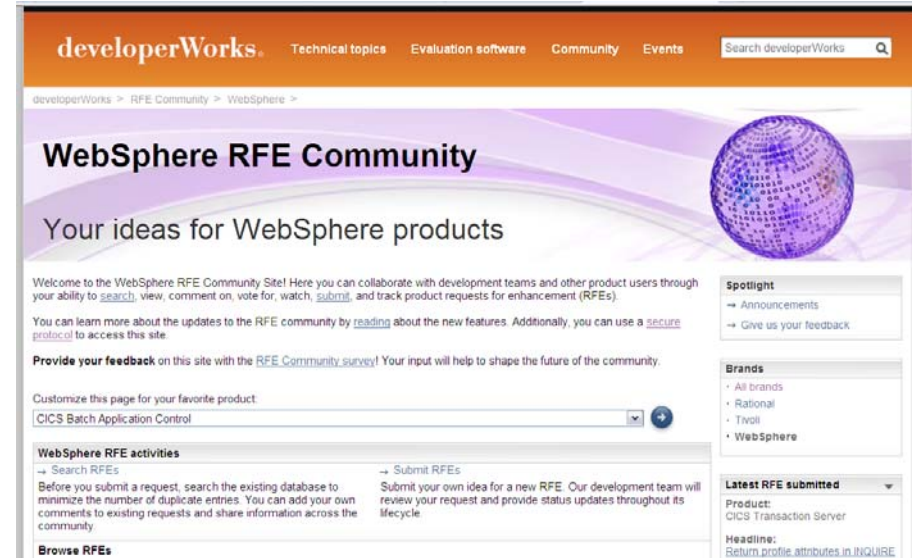 developerWorks.
Technical topics
Evaluation software
Community
Events
Search developerWorks
developerWorks > RFE Community > WebSphere >
WebSphere RFE Community
Your ideas for WebSphere products
Welcome to the WebSphere RFE Community Site! Here you can collaborate with development teams and other product users through
your ability to search, view, comment on, vote for, watch, submit, and track product requests for enhancement (RFEs).
You can learn more about the updates to the RFE community by reading about the new features. Additionally, you can use a secure
protocol to access this site.
Provide your feedback on this site with the RFE Community survey! Your input will help to shape the future of the community.
Customize this page for your favorite product:
CICS Batch Application Control
WebSphere RFE activities
→ Search RFEs
Before you submit a request, search the existing database to
minimize the number of duplicate entries. You can add your own
comments to existing requests and share information across the
community.
→ Submit RFEs
Submit your own idea for a new RFE. Our development team will
review your request and provide status updates throughout its
lifecycle
Browse RFEs
Spotlight
→ Announcements
→ Give us your feedback
Brands
· All brands
· Rational
· Tivoli
· WebSphere
Latest RFE submitted
Product:
CICS Transaction Server
Headline:
Return profile attributes in INQUIRE